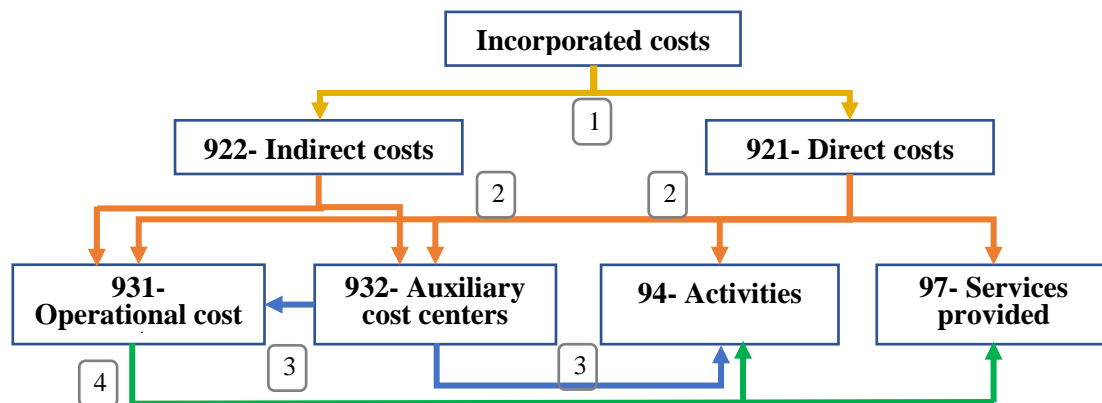 Incorporated costs
1
922- Indirect costs
921- Direct costs
2
2
931-
Operational cost
932- Auxiliary
cost centers
94- Activities
97- Services
provided
3
3
4